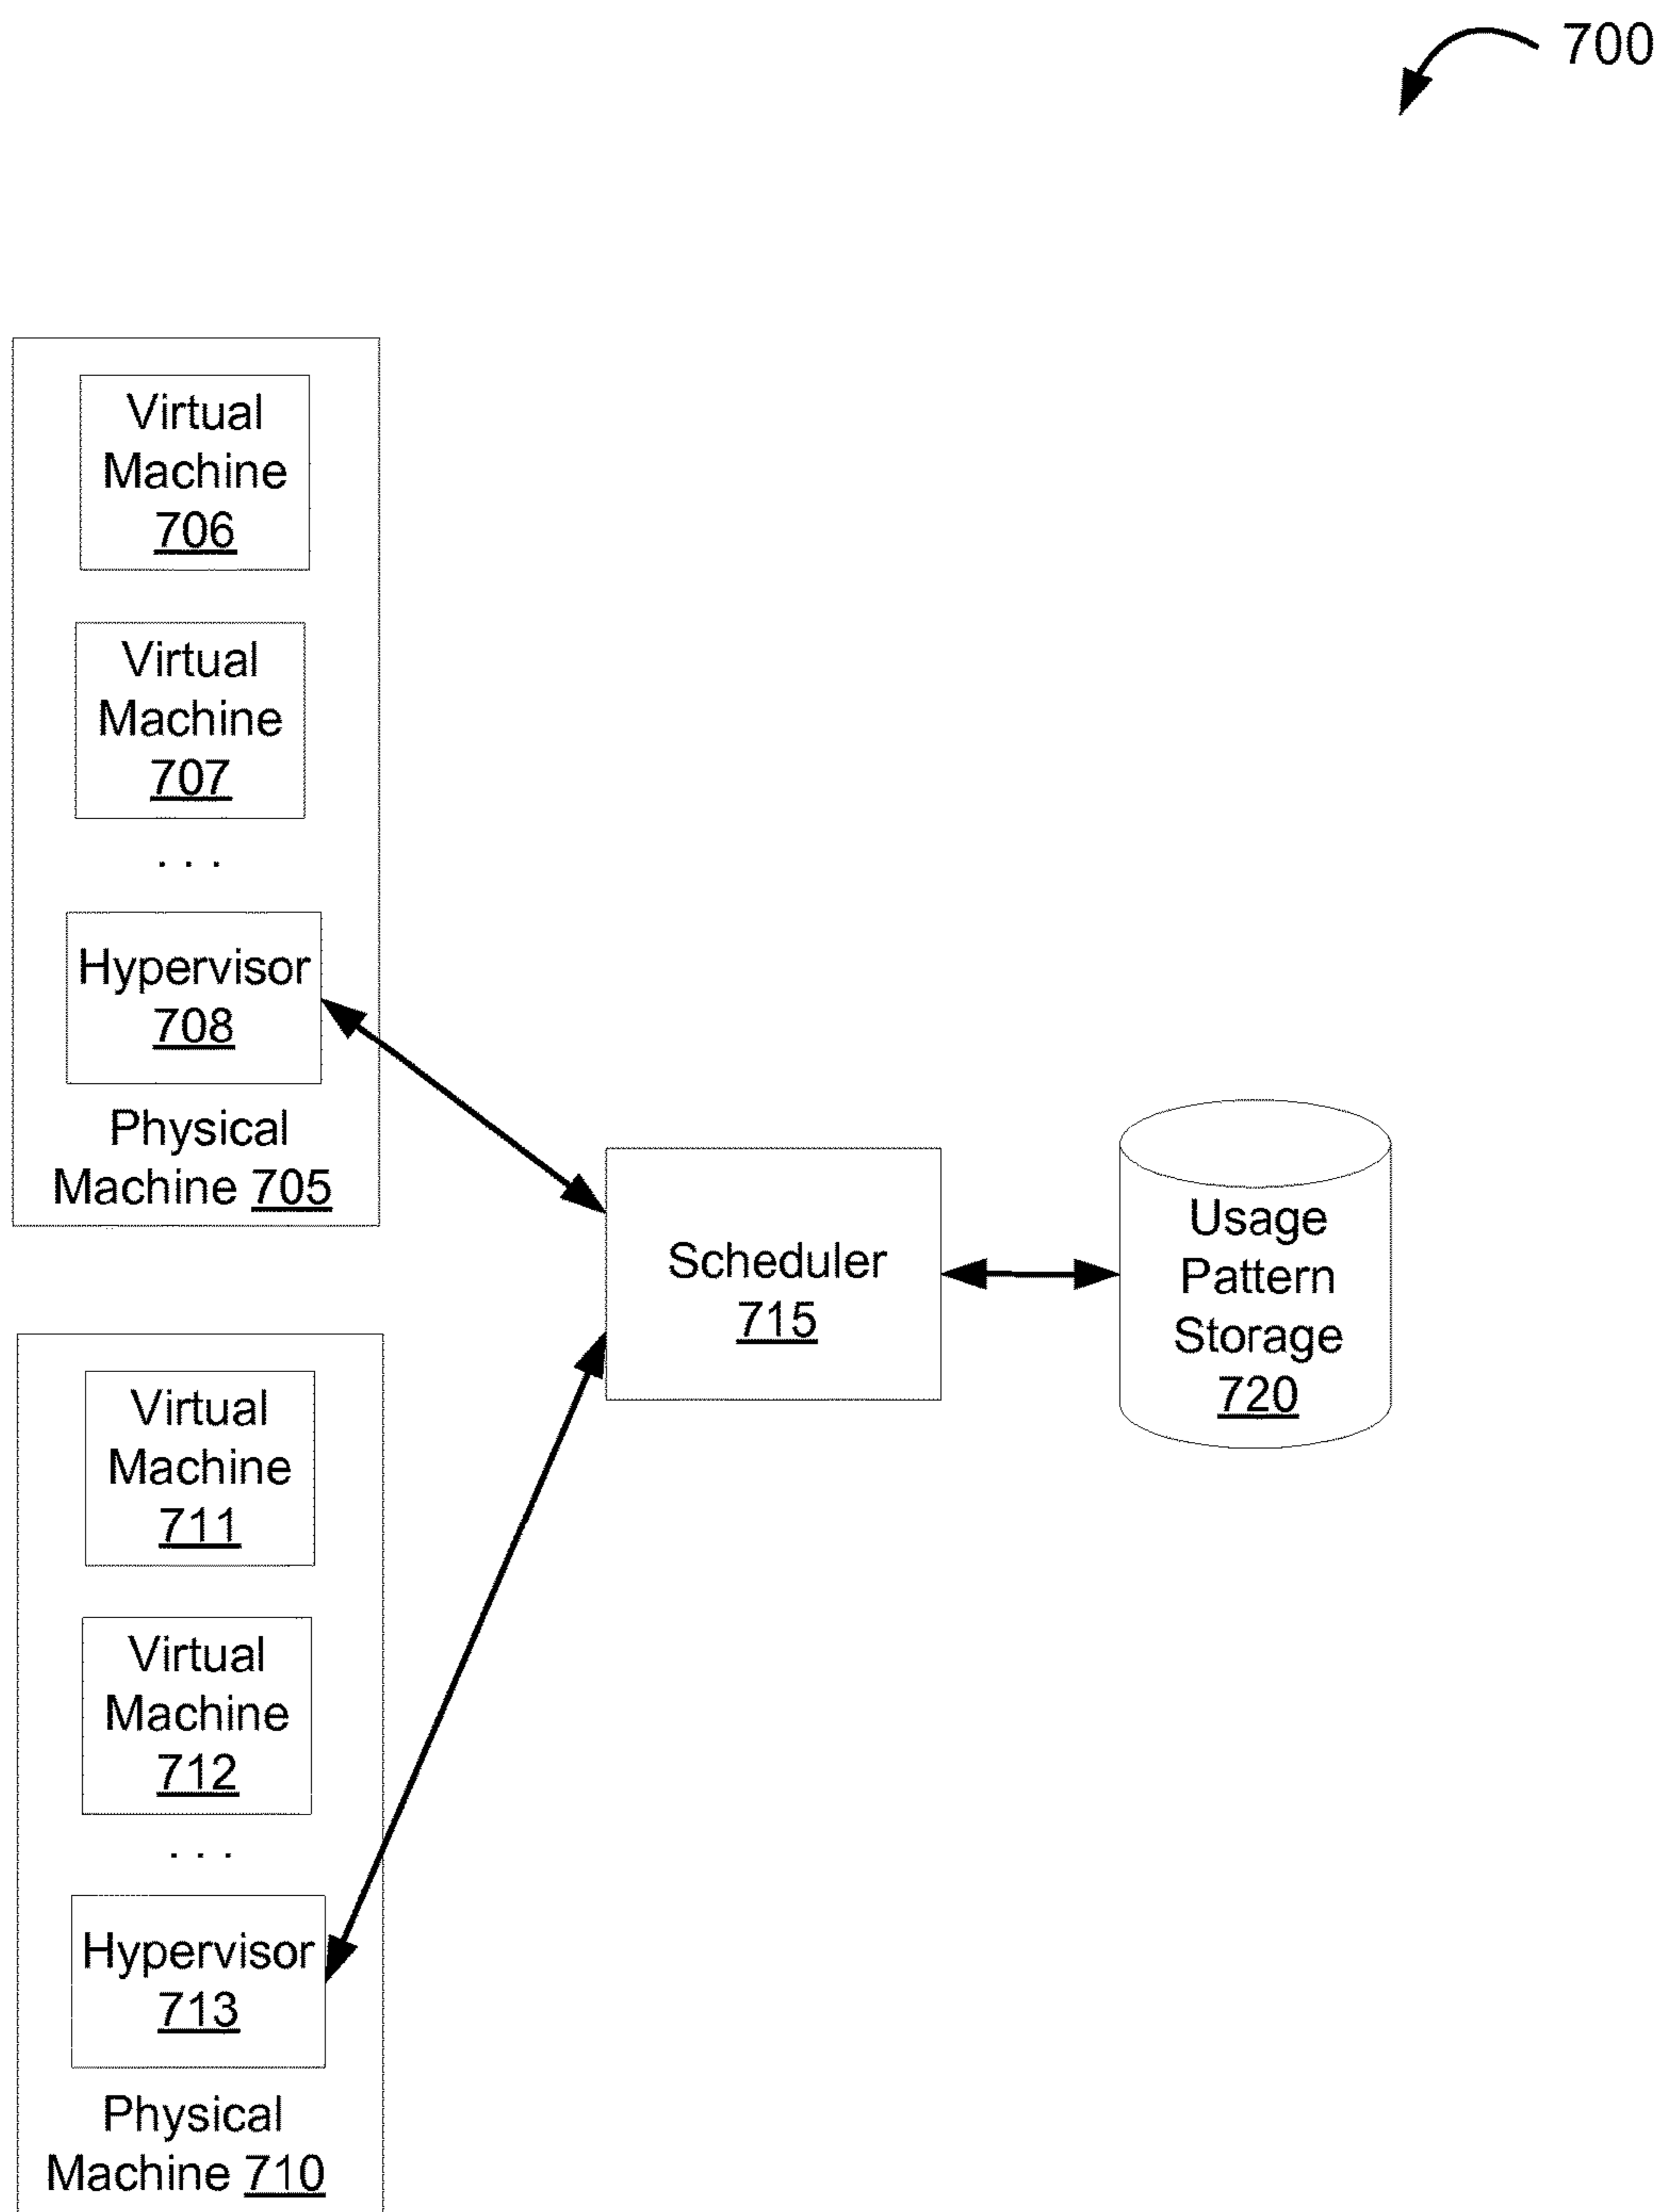 700
Virtual
Machine
706
Virtual
Machine
707
. . .
Hypervisor
708
Physical
Machine 705
Scheduler
715
Usage
Pattern
Storage
720
Virtual
Machine
711
Virtual
Machine
712
. . .
Hypervisor
713
Physical
Machine 710